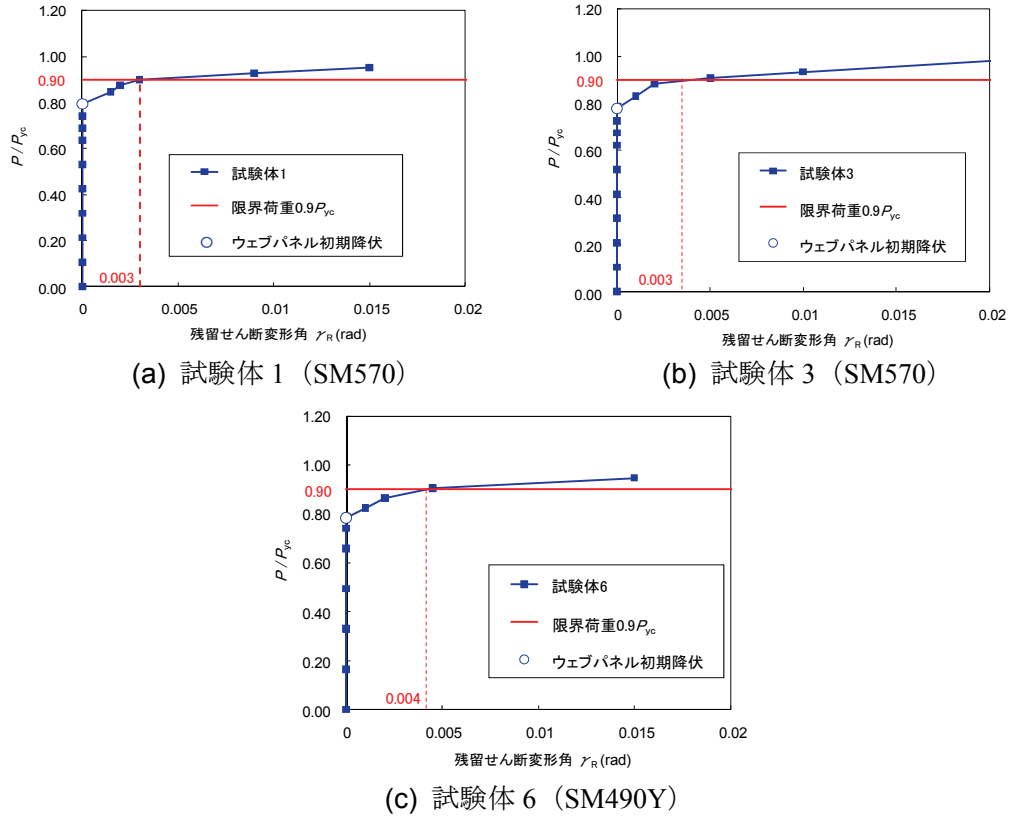 1.20
1.00
0.90
0.80
0.60
0.40
0.20
0.00
P / Pyc
試験体1
限界荷重0.9Pyc
ウェブパネル初期降伏
0.003
0
0.005
0.01
0.015
0.02
残留せん断変形角 γR (rad)
(a) 試験体 1（SM570）
1.20
1.00
0.90
0.80
0.60
0.40
0.20
0.00
P / Pyc
試験体3
限界荷重0.9Pyc
ウェブパネル初期降伏
0.003
0
0.005
0.01
0.015
0.02
残留せん断変形角 γR (rad)
(b) 試験体 3（SM570）
1.20
1.00
0.90
0.80
0.60
0.40
0.20
0.00
P / Pyc
試験体6
限界荷重0.9Pyc
ウェブパネル初期降伏
0.004
0
0.005
0.01
0.015
0.02
残留せん断変形角 γR (rad)
(c) 試験体 6（SM490Y）